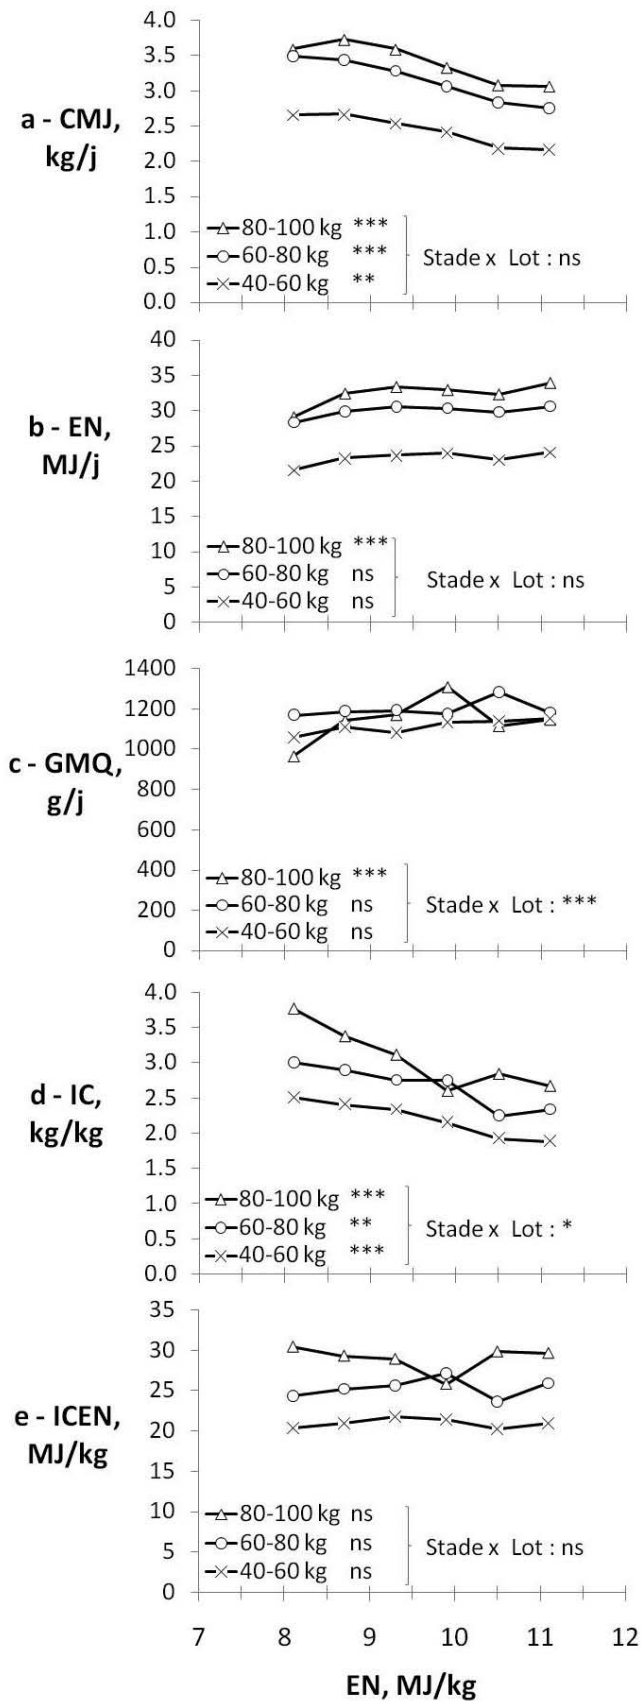 4.0
3.5
3.0
2.5
2.0
1.5
1.0
0.5
0.0
a - CMJ,
kg/j
80-100 kg ***
60-80 kg ***
40-60 kg **
Stade x Lot : ns
40
35
30
25
20
15
10
5
0
b - EN,
MJ/j
80-100 kg ***
60-80 kg ns
40-60 kg ns
Stade x Lot : ns
1400
1200
1000
800
600
400
200
0
c - GMQ,
g/j
80-100 kg ***
60-80 kg ns
40-60 kg ns
Stade x Lot : ***
4.0
3.5
3.0
2.5
2.0
1.5
1.0
0.5
0.0
d - IC,
kg/kg
80-100 kg ***
60-80 kg **
40-60 kg ***
Stade x Lot : *
35
30
25
20
15
10
5
0
e - ICEN,
MJ/kg
80-100 kg ns
60-80 kg ns
40-60 kg ns
Stade x Lot : ns
7 8 9 10 11 12
EN, MJ/kg